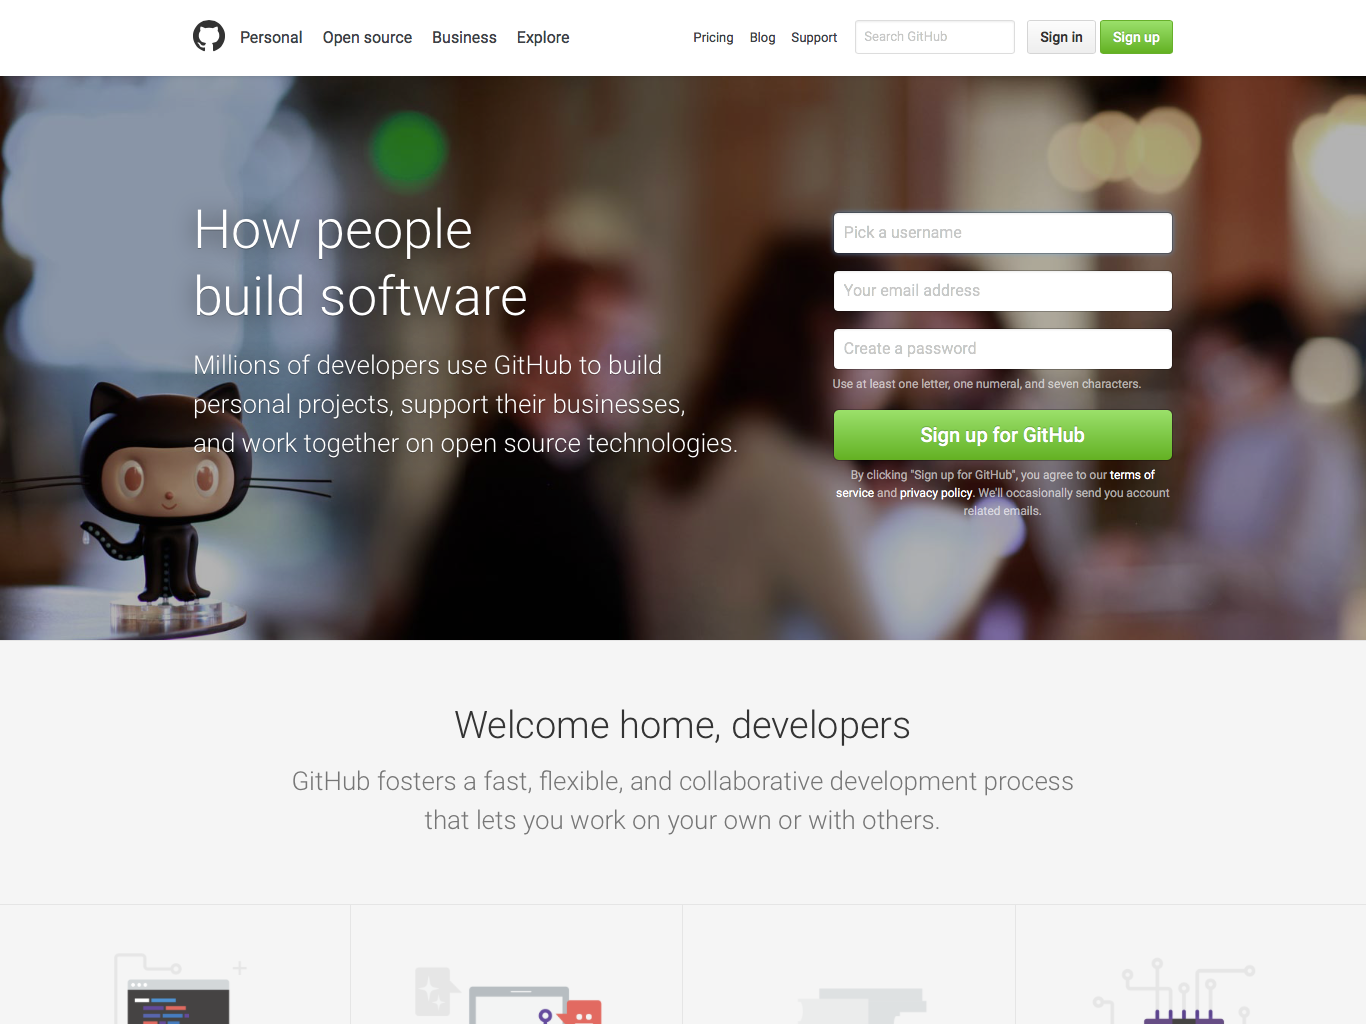 Personal Open source Business Explore Pricing Blog Support Search GitHub Sign in Sign up
How people
build software
Millions of developers use GitHub to build
personal projects, support their businesses,
and work together on open source technologies.
Pick a username
Your email address
Create a password
Use at least one letter, one numeral, and seven characters.
Sign up for GitHub
By clicking "Sign up for GitHub", you agree to our terms of
service and privacy policy. We'll occasionally send you account
related emails.
Welcome home, developers
GitHub fosters a fast, flexible, and collaborative development process
that lets you work on your own or with others.